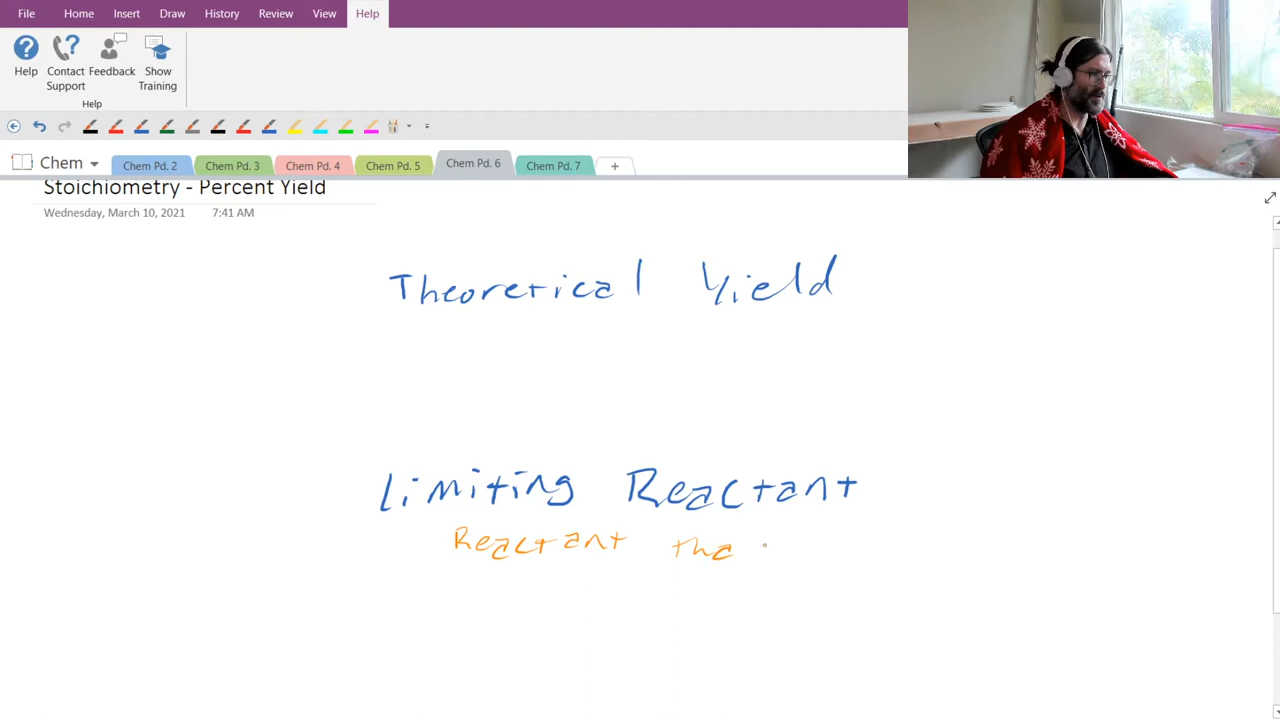 File Home Insert Draw History Review View Help
Help Contact Support Feedback Show Training
Help
Chem Chem Pd. 2 Chem Pd. 3 Chem Pd. 4 Chem Pd. 5 Chem Pd. 6 Chem Pd. 7 +
Stoichiometry - Percent Yield
Wednesday, March 10, 2021 7:41 AM
Theoretical Yield
Limiting Reactant
Reactant tha